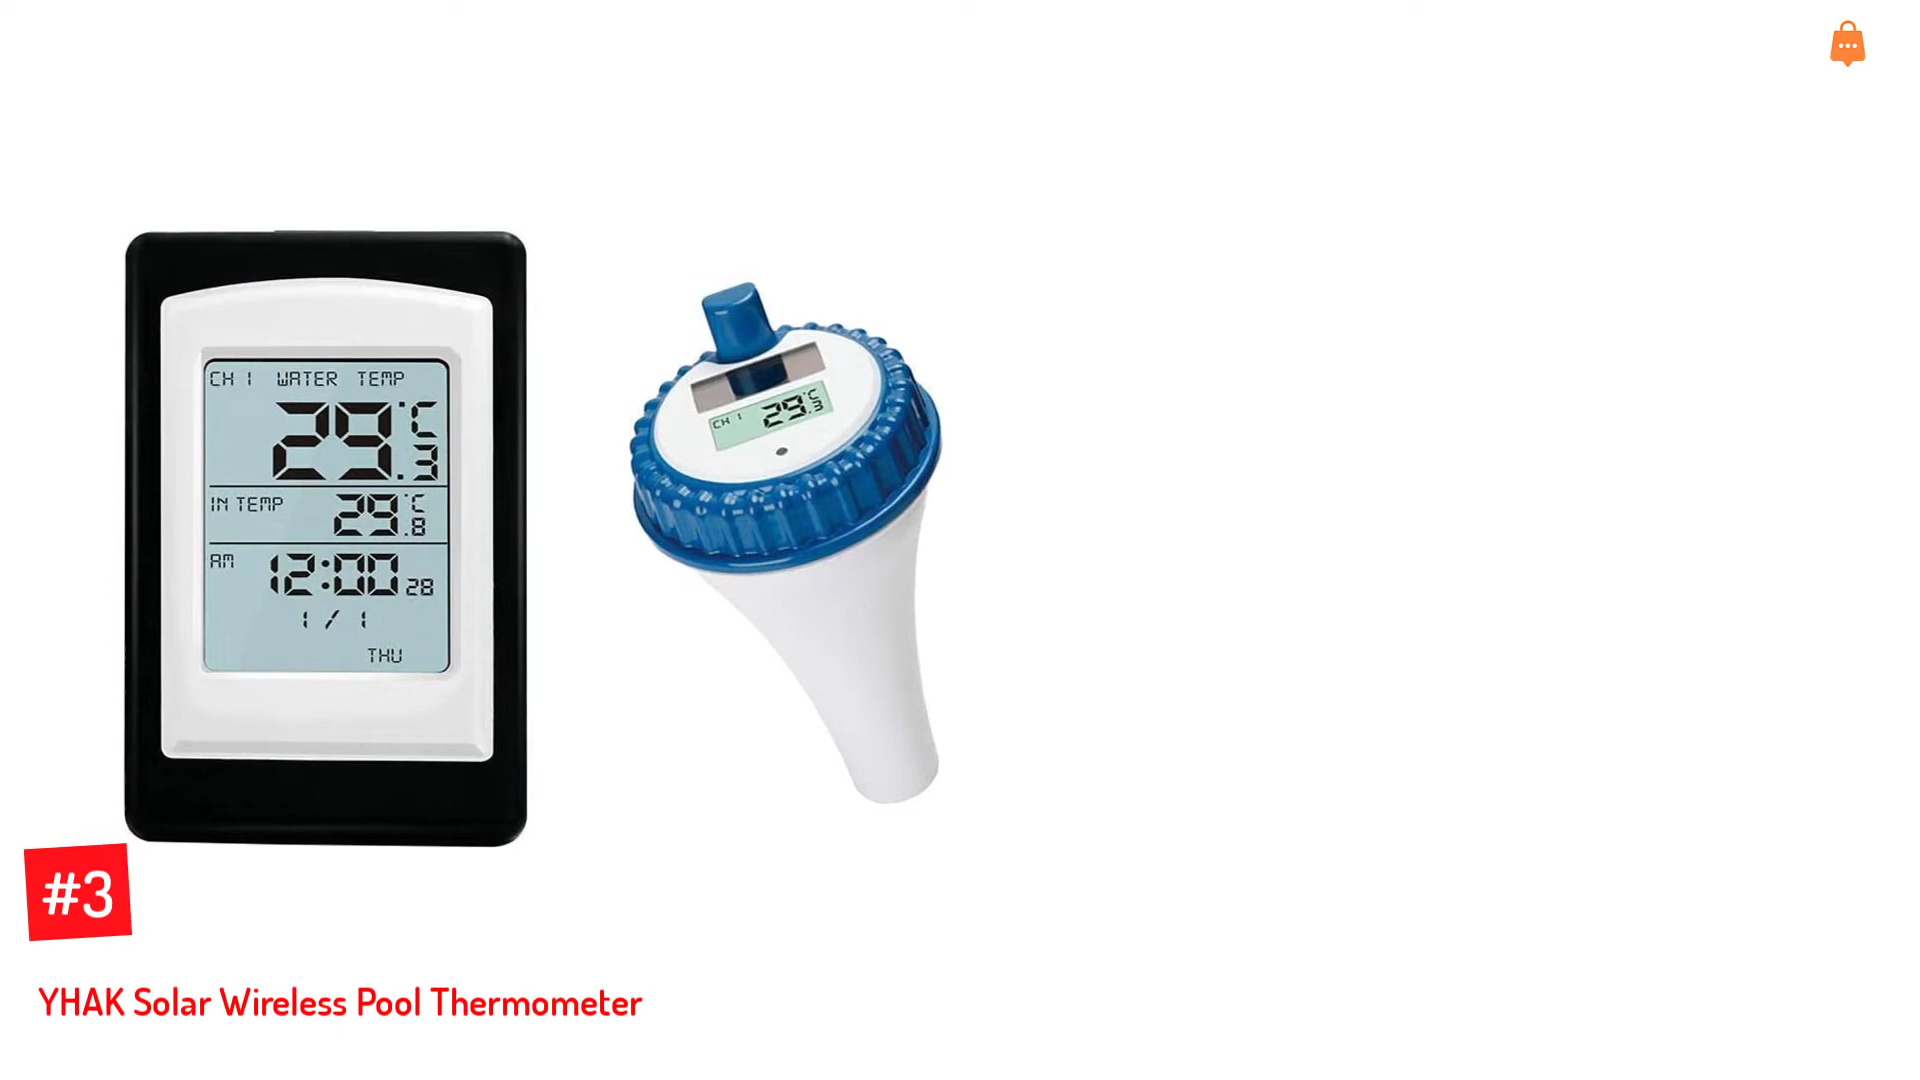 CH 1 WATER TEMP
29.3 °C
IN TEMP 29.8 °C
AM 12:00 28
1 / 1
THU
CH 1 29.3 °C
#3
YHAK Solar Wireless Pool Thermometer